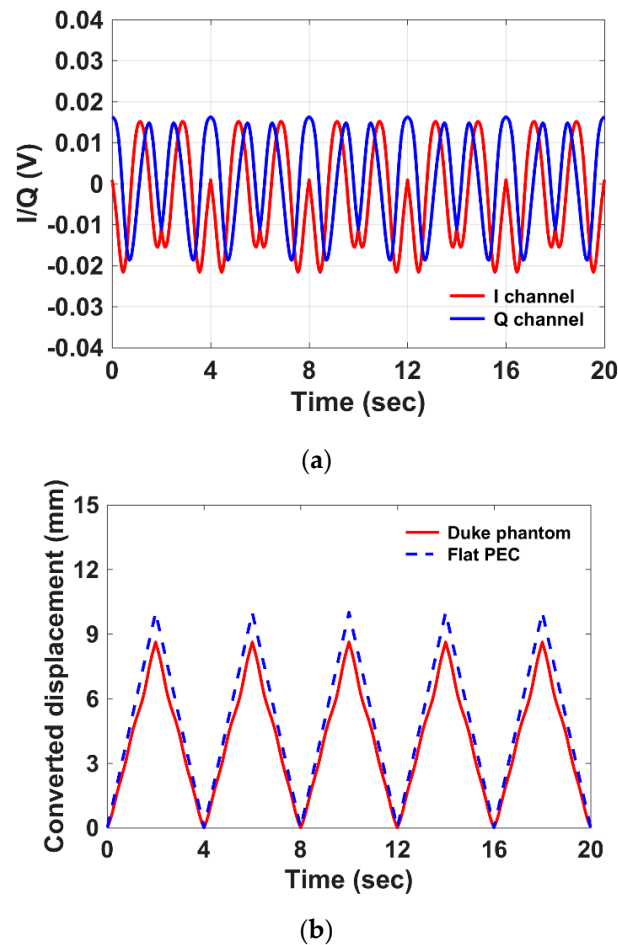 0.04
0.03
0.02
0.01
0
-0.01
-0.02
-0.03
-0.04
I/Q (V)
I channel
Q channel
0 4 8 12 16 20
Time (sec)
(a)
15
12
9
6
3
0
Converted displacement (mm)
Duke phantom
Flat PEC
0 4 8 12 16 20
Time (sec)
(b)